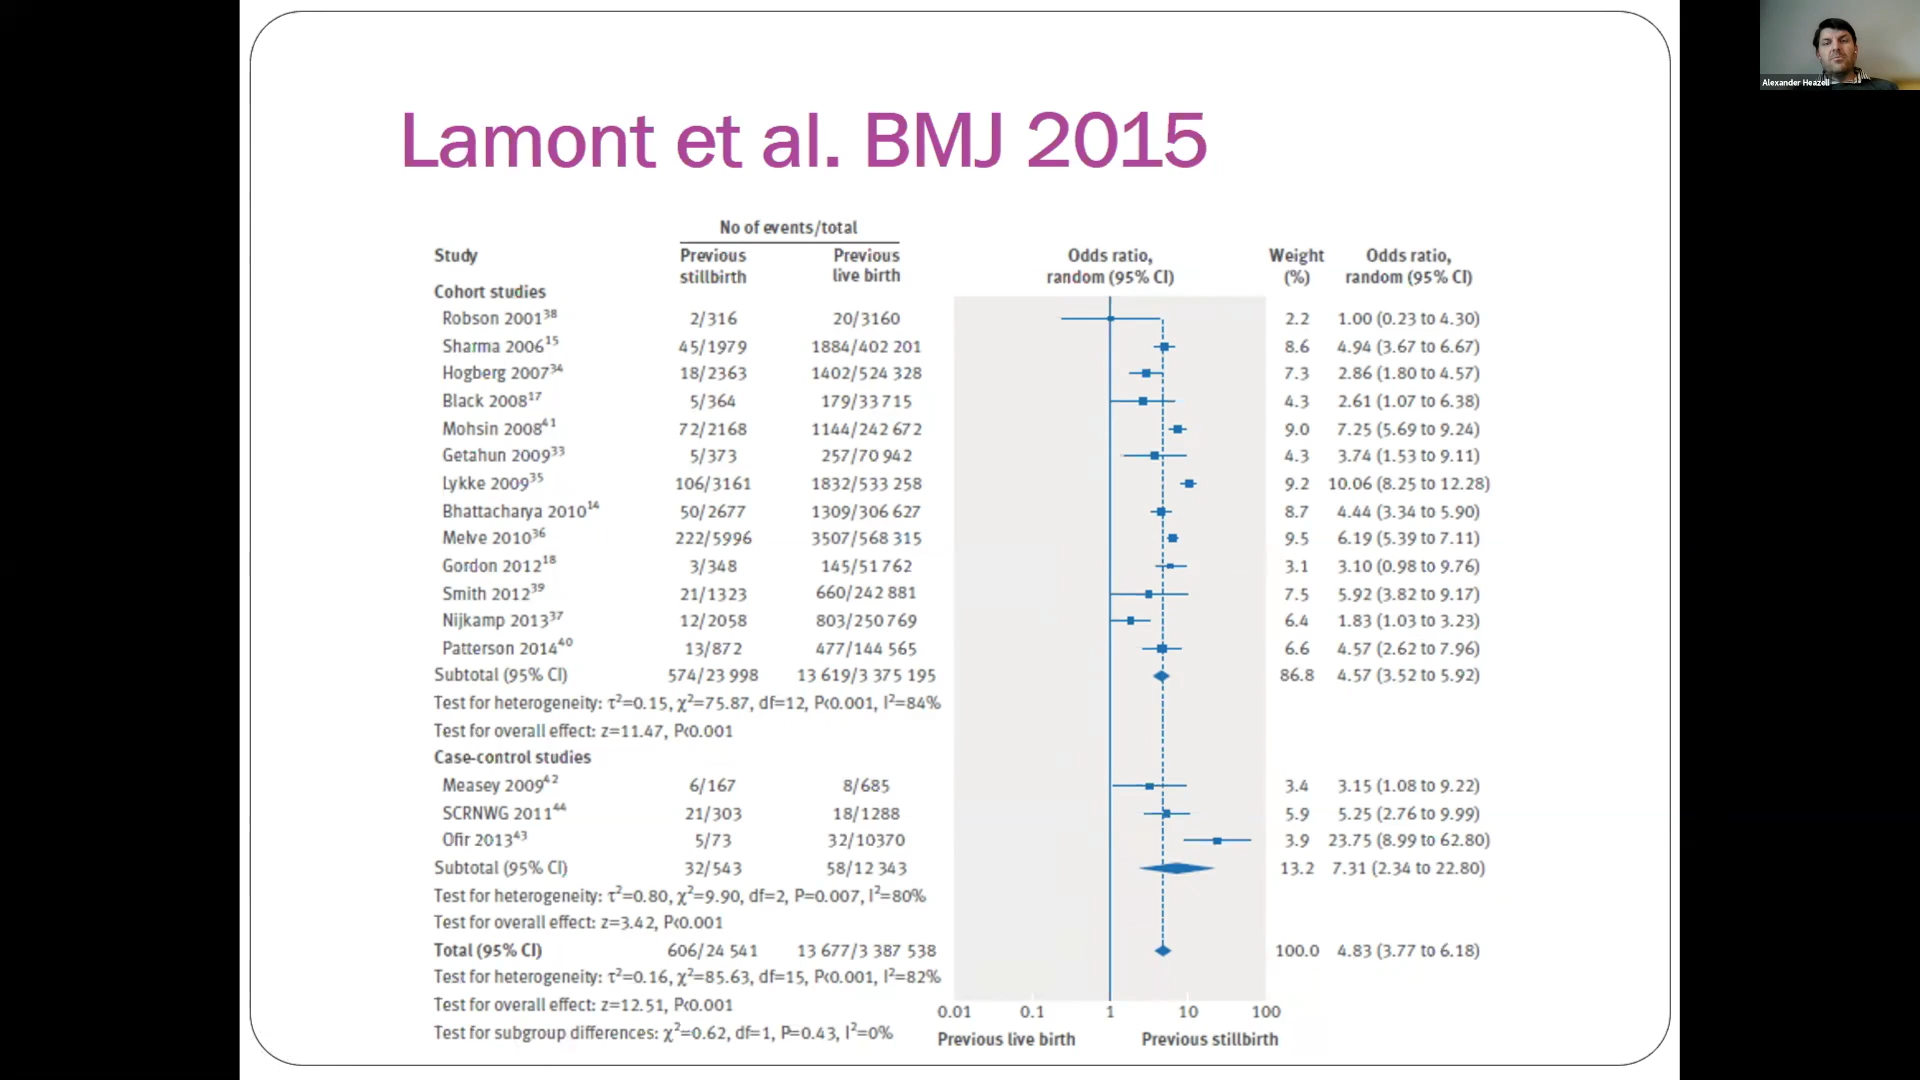 Alexander Heazell
Lamont et al. BMJ 2015
No of events/total
Study Previous stillbirth Previous live birth Odds ratio, random (95% CI) Weight (%) Odds ratio, random (95% CI)
Cohort studies
Robson 2001³⁸ 2/316 20/3160 2.2 1.00 (0.23 to 4.30)
Sharma 2006¹⁵ 45/1979 1884/402 201 8.6 4.94 (3.67 to 6.67)
Hogberg 2007³⁴ 18/2363 1402/524 328 7.3 2.86 (1.80 to 4.57)
Black 2008¹⁷ 5/364 179/33 715 4.3 2.61 (1.07 to 6.38)
Mohsin 2008⁴¹ 72/2168 1144/242 672 9.0 7.25 (5.69 to 9.24)
Getahun 2009³³ 5/373 257/70 942 4.3 3.74 (1.53 to 9.11)
Lykke 2009³⁵ 106/3161 1832/533 258 9.2 10.06 (8.25 to 12.28)
Bhattacharya 2010¹⁴ 50/2677 1309/306 627 8.7 4.44 (3.34 to 5.90)
Melve 2010³⁶ 222/5996 3507/568 315 9.5 6.19 (5.39 to 7.11)
Gordon 2012¹⁸ 3/348 145/51 762 3.1 3.10 (0.98 to 9.76)
Smith 2012³⁹ 21/1323 660/242 881 7.5 5.92 (3.82 to 9.17)
Nijkamp 2013³⁷ 12/2058 803/250 769 6.4 1.83 (1.03 to 3.23)
Patterson 2014⁴⁰ 13/872 477/144 565 6.6 4.57 (2.62 to 7.96)
Subtotal (95% CI) 574/23 998 13 619/3 375 195 86.8 4.57 (3.52 to 5.92)
Test for heterogeneity: τ²=0.15, χ²=75.87, df=12, P<0.001, I²=84%
Test for overall effect: z=11.47, P<0.001
Case-control studies
Measey 2009⁴² 6/167 8/685 3.4 3.15 (1.08 to 9.22)
SCRNWG 2011⁴⁴ 21/303 18/1288 5.9 5.25 (2.76 to 9.99)
Ofir 2013⁴³ 5/73 32/10370 3.9 23.75 (8.99 to 62.80)
Subtotal (95% CI) 32/543 58/12 343 13.2 7.31 (2.34 to 22.80)
Test for heterogeneity: τ²=0.80, χ²=9.90, df=2, P=0.007, I²=80%
Test for overall effect: z=3.42, P<0.001
Total (95% CI) 606/24 541 13 677/3 387 538 100.0 4.83 (3.77 to 6.18)
Test for heterogeneity: τ²=0.16, χ²=85.63, df=15, P<0.001, I²=82%
Test for overall effect: z=12.51, P<0.001
Test for subgroup differences: χ²=0.62, df=1, P=0.43, I²=0%
0.01 0.1 1 10 100
Previous live birth Previous stillbirth